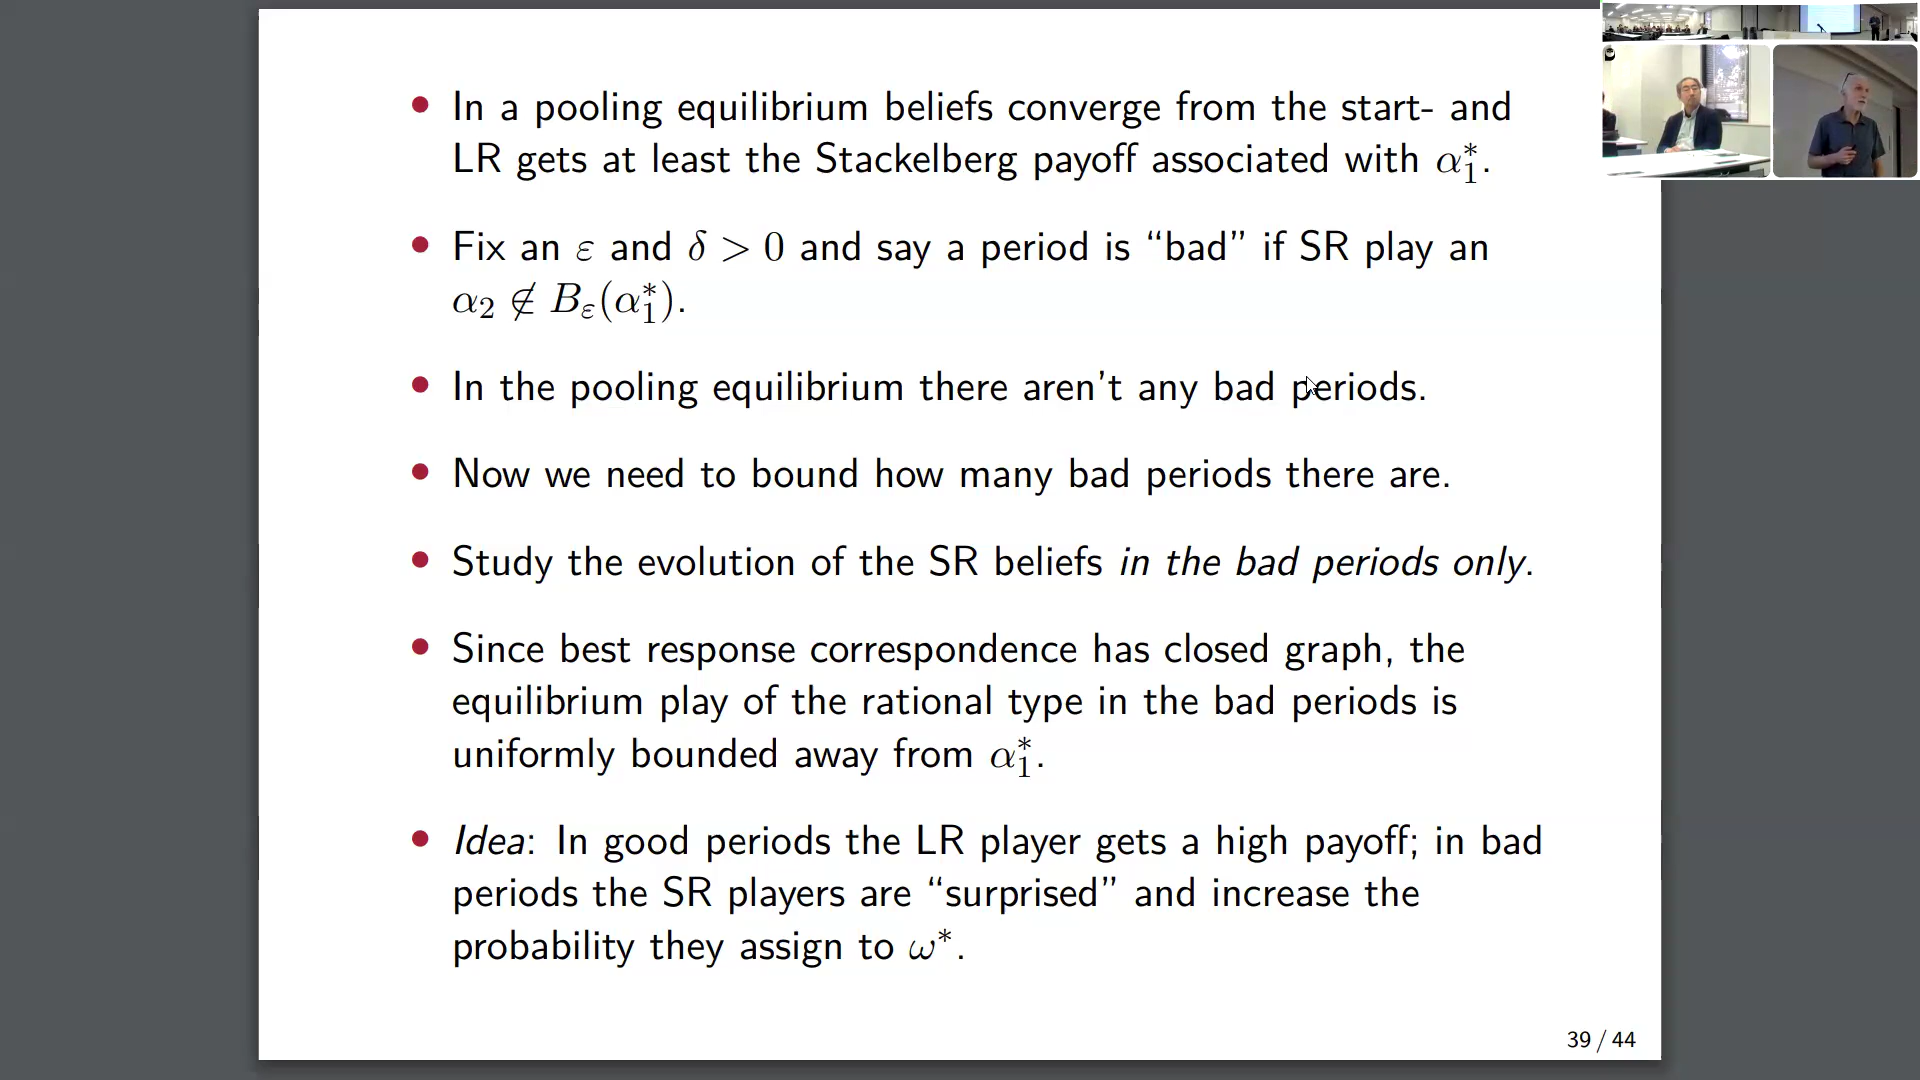 • In a pooling equilibrium beliefs converge from the start- and
LR gets at least the Stackelberg payoff associated with α₁*.
• Fix an ε and δ > 0 and say a period is “bad” if SR play an
α₂ ∉ B_ε(α₁*).
• In the pooling equilibrium there aren’t any bad periods.
• Now we need to bound how many bad periods there are.
• Study the evolution of the SR beliefs in the bad periods only.
• Since best response correspondence has closed graph, the
equilibrium play of the rational type in the bad periods is
uniformly bounded away from α₁*.
• Idea: In good periods the LR player gets a high payoff; in bad
periods the SR players are “surprised” and increase the
probability they assign to ω*.
39 / 44